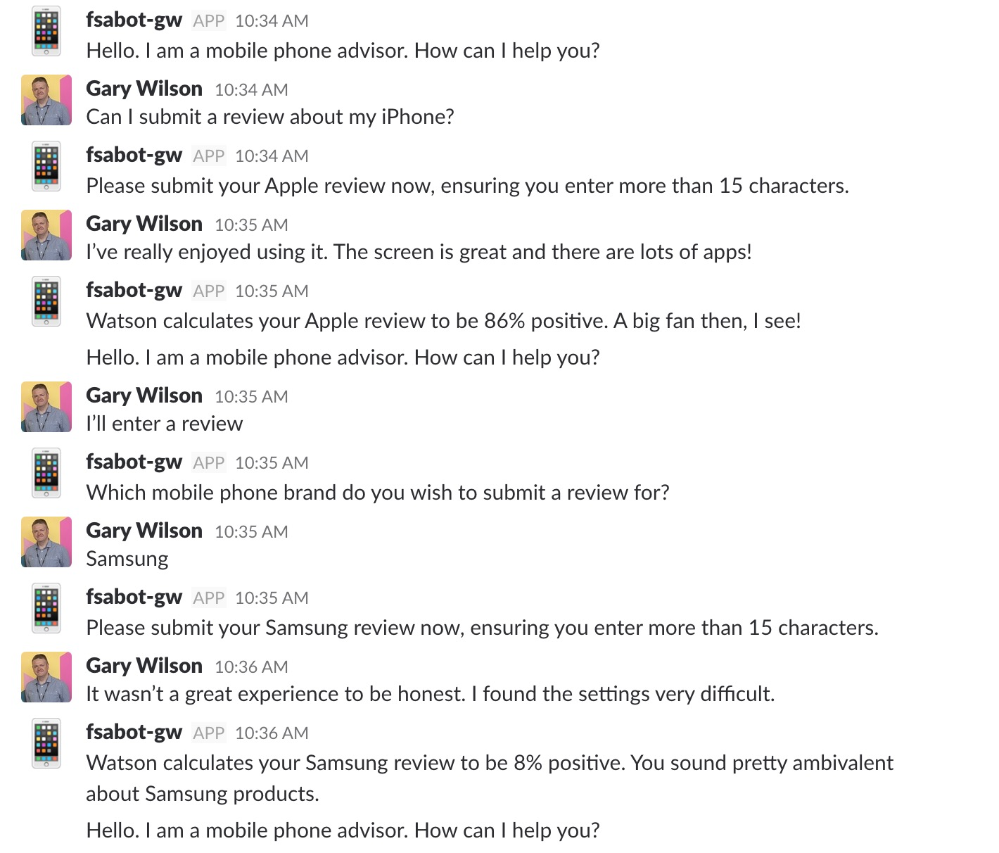 fsabot-gw APP 10:34 AM
Hello. I am a mobile phone advisor. How can I help you?
Gary Wilson 10:34 AM
Can I submit a review about my iPhone?
fsabot-gw APP 10:34 AM
Please submit your Apple review now, ensuring you enter more than 15 characters.
Gary Wilson 10:35 AM
I’ve really enjoyed using it. The screen is great and there are lots of apps!
fsabot-gw APP 10:35 AM
Watson calculates your Apple review to be 86% positive. A big fan then, I see!
Hello. I am a mobile phone advisor. How can I help you?
Gary Wilson 10:35 AM
I’ll enter a review
fsabot-gw APP 10:35 AM
Which mobile phone brand do you wish to submit a review for?
Gary Wilson 10:35 AM
Samsung
fsabot-gw APP 10:35 AM
Please submit your Samsung review now, ensuring you enter more than 15 characters.
Gary Wilson 10:36 AM
It wasn’t a great experience to be honest. I found the settings very difficult.
fsabot-gw APP 10:36 AM
Watson calculates your Samsung review to be 8% positive. You sound pretty ambivalent
about Samsung products.
Hello. I am a mobile phone advisor. How can I help you?